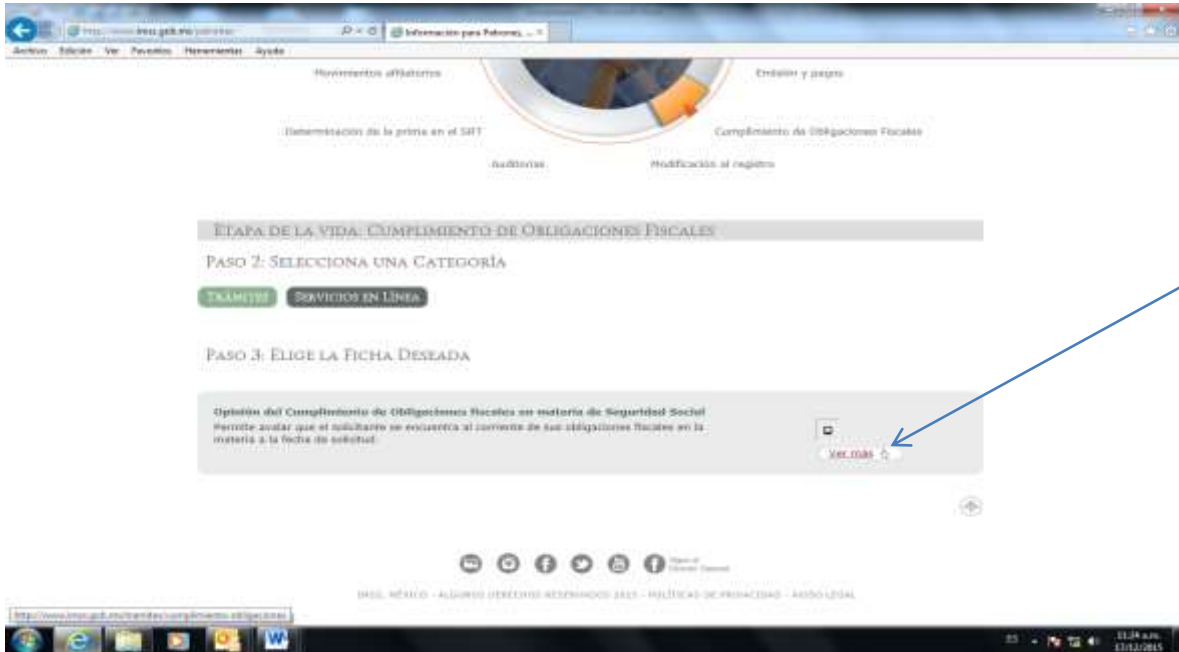 Información para Patrones, ...
Archivo Edición Ver Favoritos Herramientas Ayuda
Movimientos afiliatorios
Emisión y pagos
Determinación de la prima en el SRT
Cumplimiento de Obligaciones Fiscales
Auditorías
Modificación al registro
ETAPA DE LA VIDA: CUMPLIMIENTO DE OBLIGACIONES FISCALES
PASO 2: SELECCIONA UNA CATEGORÍA
TRÁMITES
SERVICIOS EN LÍNEA
PASO 3: ELIGE LA FICHA DESEADA
Opinión del Cumplimiento de Obligaciones fiscales en materia de Seguridad Social
Permite avalar que el solicitante se encuentra al corriente de sus obligaciones fiscales en la
materia a la fecha de solicitud.
Ver más
IMSS, MÉXICO - ALGUNOS DERECHOS RESERVADOS 2015 - POLÍTICAS DE PRIVACIDAD - AVISO LEGAL
ES
11:24 a.m.